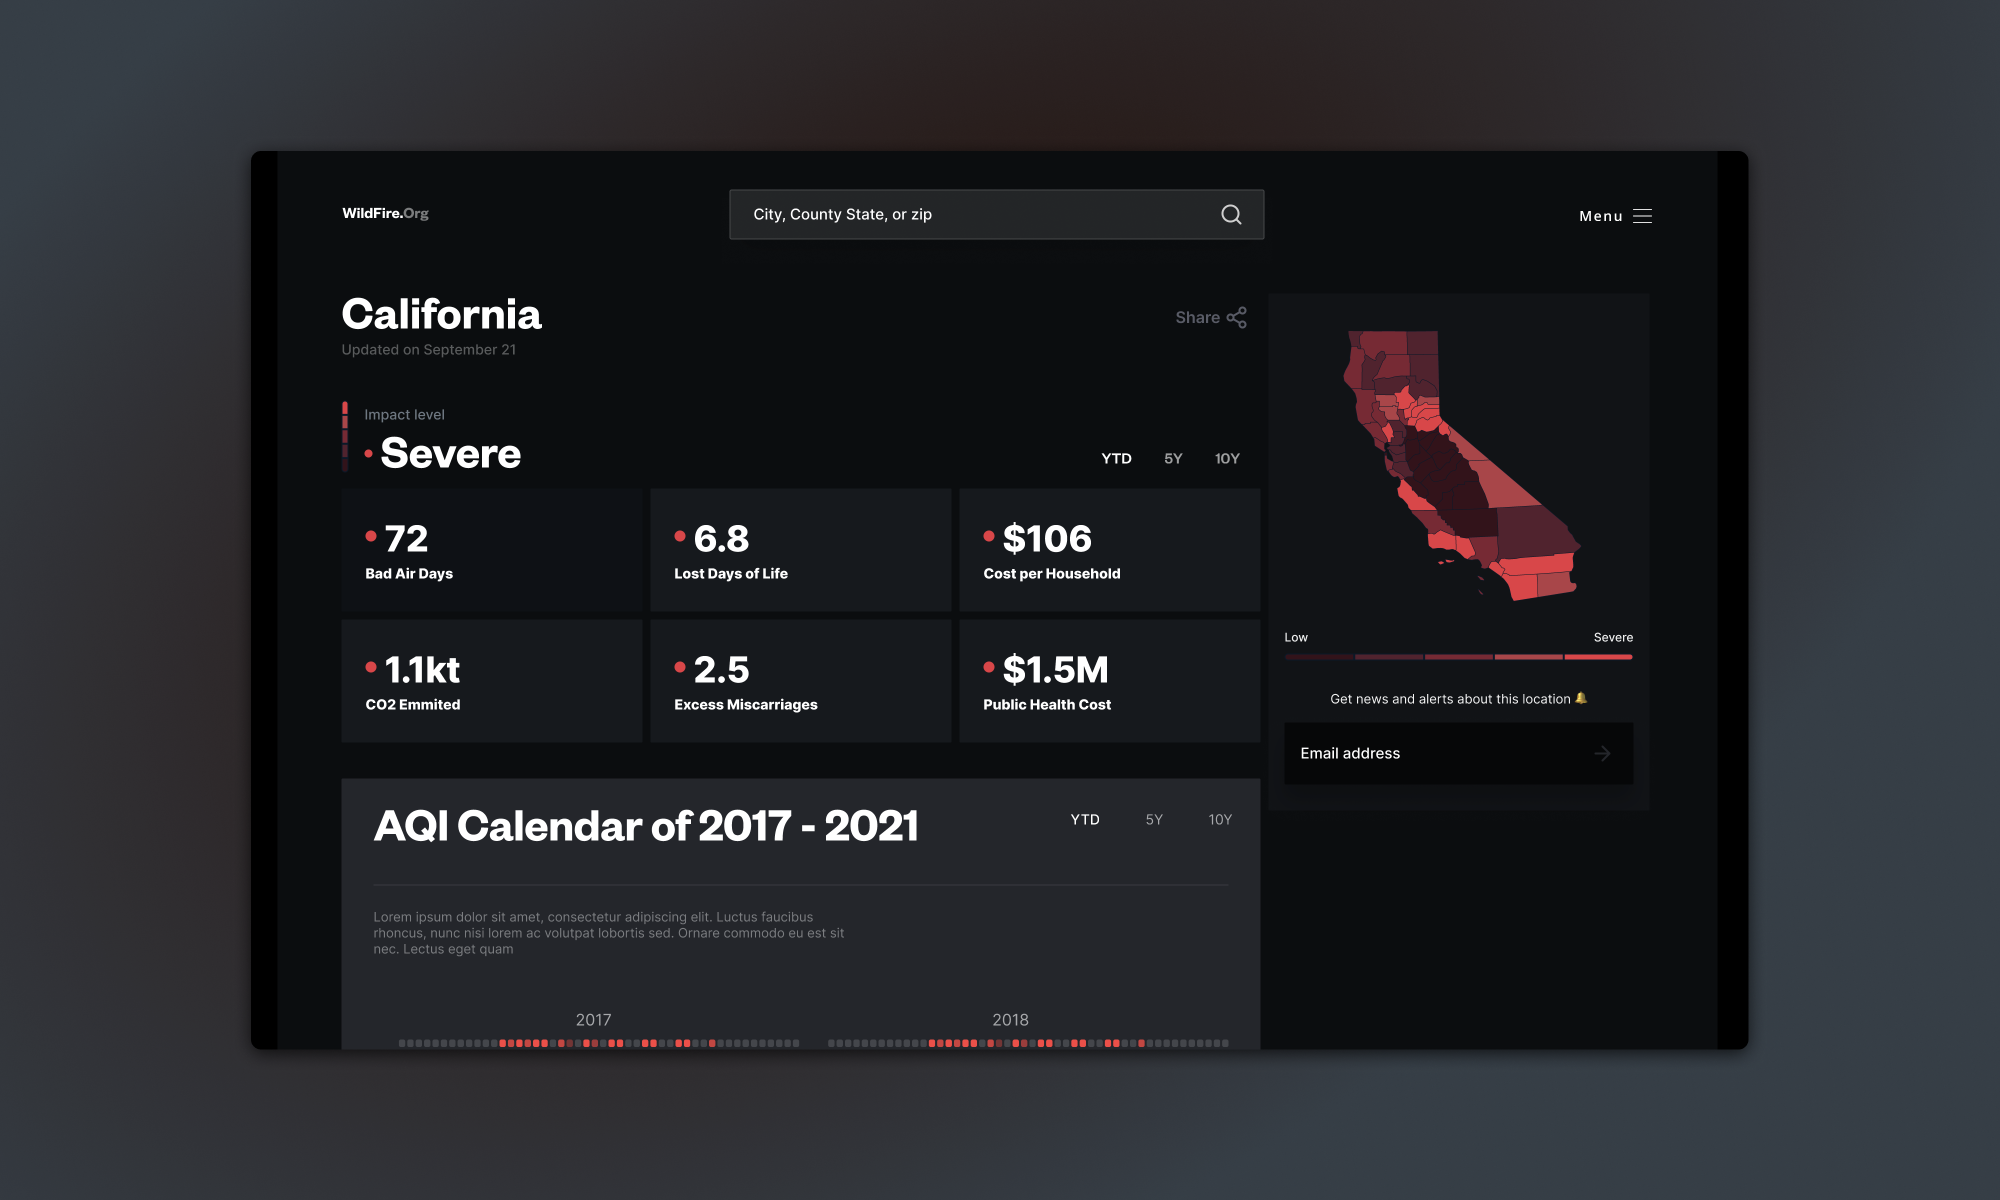 WildFire.Org
City, County State, or zip
Menu
California
Share
Updated on September 21
Impact level
Severe
YTD 5Y 10Y
72
Bad Air Days
6.8
Lost Days of Life
$106
Cost per Household
1.1kt
CO2 Emmited
2.5
Excess Miscarriages
$1.5M
Public Health Cost
Low Severe
Get news and alerts about this location 🔔
Email address
AQI Calendar of 2017 - 2021
YTD 5Y 10Y
Lorem ipsum dolor sit amet, consectetur adipiscing elit. Luctus faucibus
rhoncus, nunc nisi lorem ac volutpat lobortis sed. Ornare commodo eu est sit
nec. Lectus eget quam
2017
2018